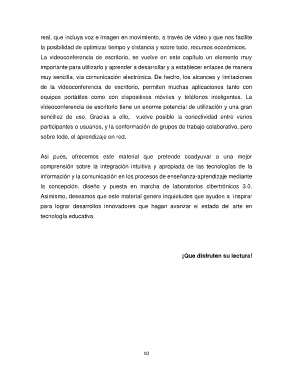 real, que incluya voz e imagen en movimiento, a través de video y que nos facilite
la posibilidad de optimizar tiempo y distancia y sobre todo, recursos económicos.
La videoconferencia de escritorio, se vuelve en este capítulo un elemento muy
importante para utilizarlo y aprender a desarrollar y a establecer enlaces de manera
muy sencilla, vía comunicación electrónica. De hecho, los alcances y limitaciones
de la videoconferencia de escritorio, permiten muchas aplicaciones tanto con
equipos portátiles como con dispositivos móviles y teléfonos inteligentes. La
videoconferencia de escritorio tiene un enorme potencial de utilización y una gran
sencillez de uso. Gracias a ello, vuelve posible la conectividad entre varios
participantes o usuarios, y la conformación de grupos de trabajo colaborativo, pero
sobre todo, el aprendizaje en red.
Así pues, ofrecemos este material que pretende coadyuvar a una mejor
comprensión sobre la integración intuitiva y apropiada de las tecnologías de la
información y la comunicación en los procesos de enseñanza-aprendizaje mediante
la concepción, diseño y puesta en marcha de laboratorios cibertrónicos 3.0.
Asimismo, deseamos que este material genere inquietudes que ayuden a inspirar
para lograr desarrollos innovadores que hagan avanzar el estado del arte en
tecnología educativa.
¡Que disfruten su lectura!
10